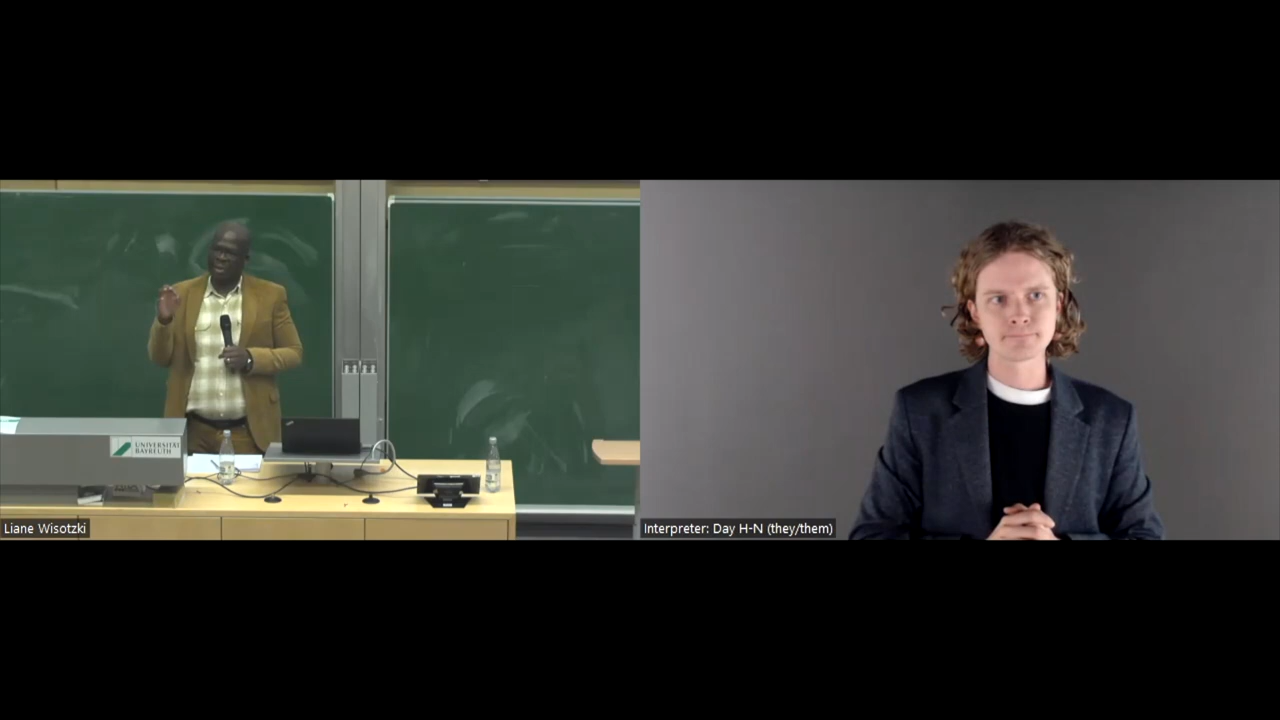 UNIVERSITÄT
BAYREUTH
Liane Wisotzki
Interpreter: Day H-N (they/them)